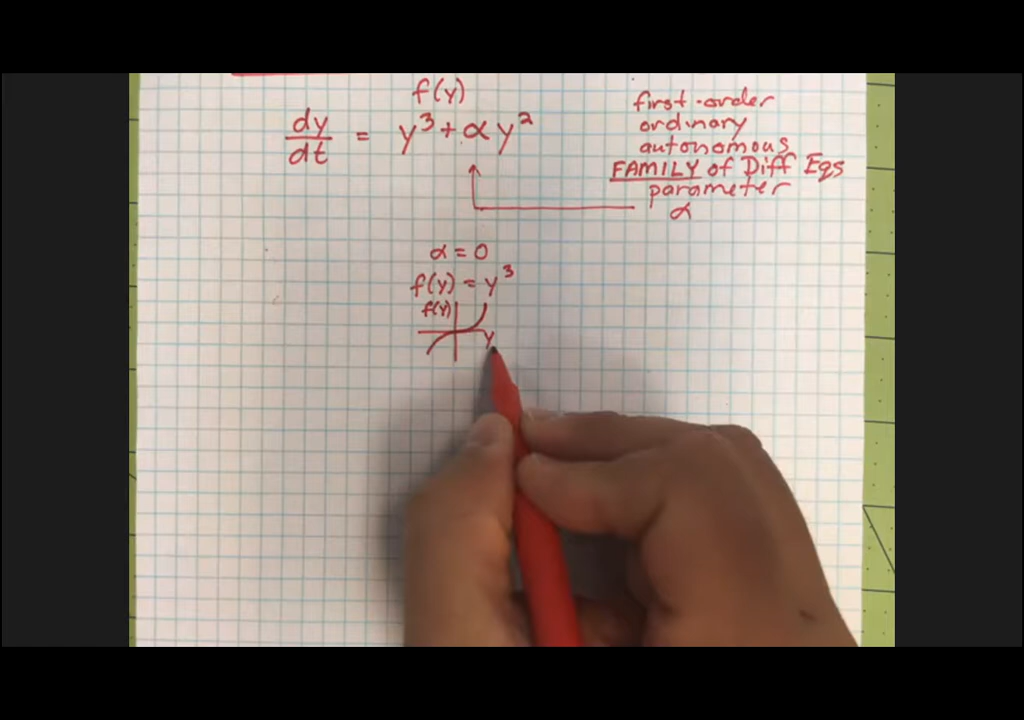 f(y)
dy/dt = y³ + αy²
first-order
ordinary
autonomous
FAMILY of Diff Eqs
parameter
α
α = 0
f(y) = y³
f(y)
y